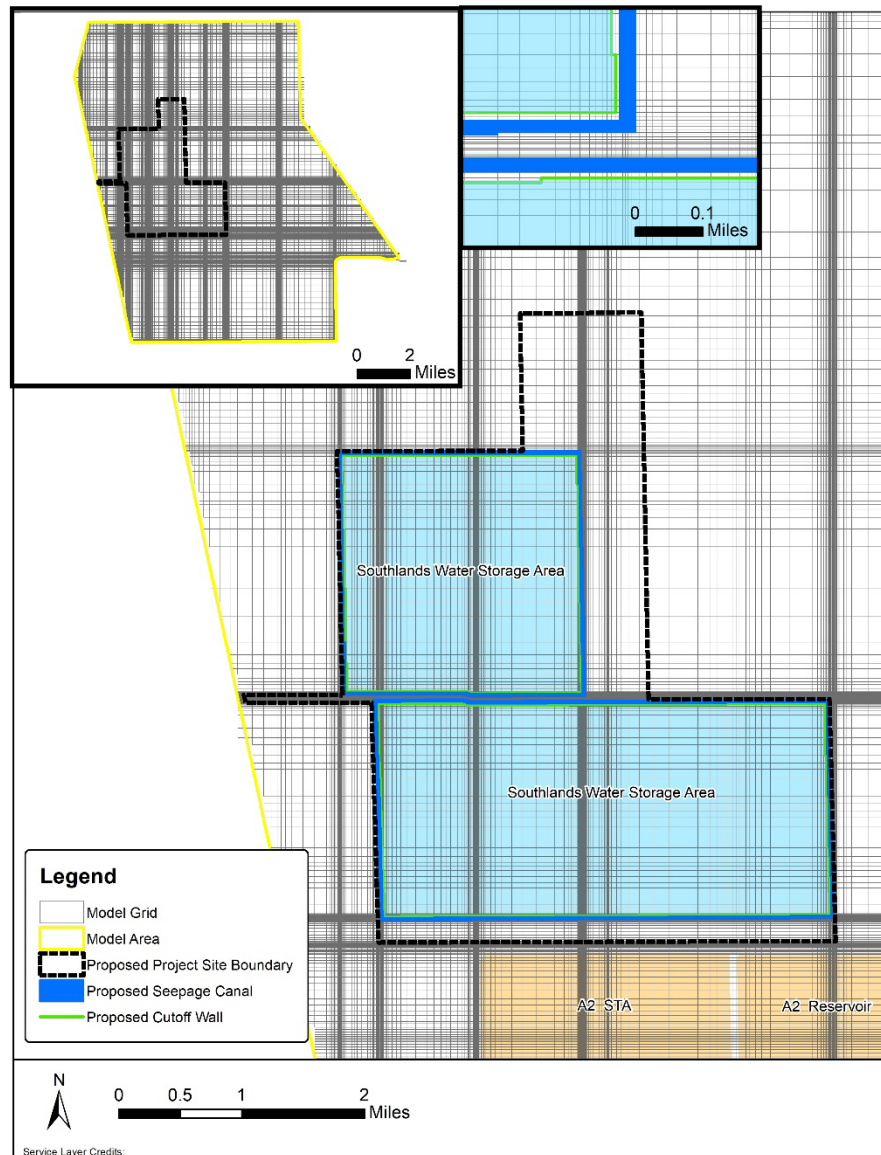 0 2
Miles
0 0.1
Miles
Southlands Water Storage Area
Southlands Water Storage Area
Legend
Model Grid
Model Area
Proposed Project Site Boundary
Proposed Seepage Canal
Proposed Cutoff Wall
A2 STA
A2 Reservoir
N
0 0.5 1 2
Miles
Service Layer Credits: